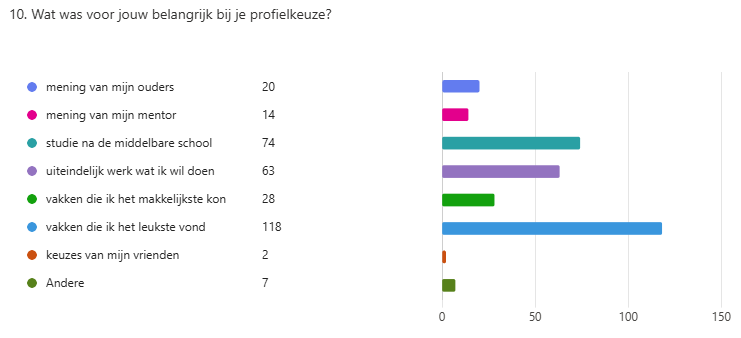 10. Wat was voor jouw belangrijk bij je profielkeuze?
mening van mijn ouders 20
mening van mijn mentor 14
studie na de middelbare school 74
uiteindelijk werk wat ik wil doen 63
vakken die ik het makkelijkste kon 28
vakken die ik het leukste vond 118
keuzes van mijn vrienden 2
Andere 7
0 50 100 150